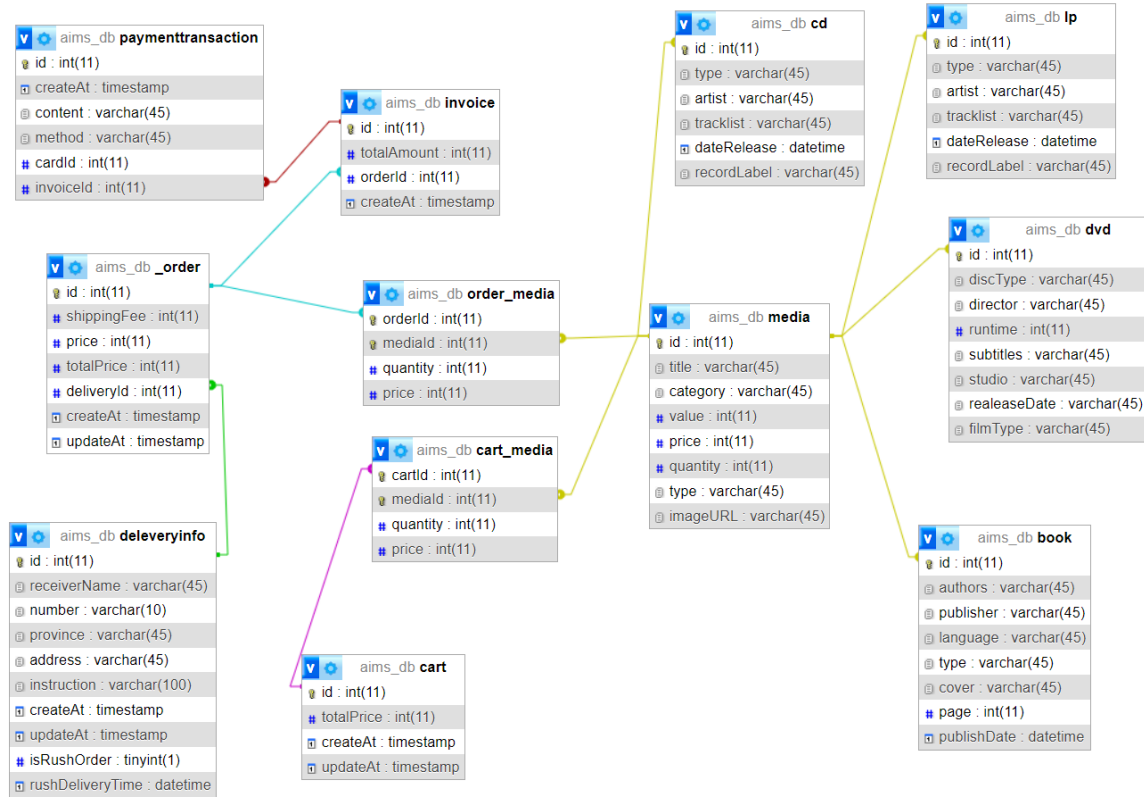 aims_db paymenttransaction
id : int(11)
createAt : timestamp
content : varchar(45)
method : varchar(45)
cardId : int(11)
invoiceId : int(11)
aims_db invoice
id : int(11)
totalAmount : int(11)
orderId : int(11)
createAt : timestamp
aims_db cd
id : int(11)
type : varchar(45)
artist : varchar(45)
tracklist : varchar(45)
dateRelease : datetime
recordLabel : varchar(45)
aims_db lp
id : int(11)
type : varchar(45)
artist : varchar(45)
tracklist : varchar(45)
dateRelease : datetime
recordLabel : varchar(45)
aims_db _order
id : int(11)
shippingFee : int(11)
price : int(11)
totalPrice : int(11)
deliveryId : int(11)
createAt : timestamp
updateAt : timestamp
aims_db order_media
orderId : int(11)
mediaId : int(11)
quantity : int(11)
price : int(11)
aims_db media
id : int(11)
title : varchar(45)
category : varchar(45)
value : int(11)
price : int(11)
quantity : int(11)
type : varchar(45)
imageURL : varchar(45)
aims_db dvd
id : int(11)
discType : varchar(45)
director : varchar(45)
runtime : int(11)
subtitles : varchar(45)
studio : varchar(45)
realeaseDate : varchar(45)
filmType : varchar(45)
aims_db cart_media
cartId : int(11)
mediaId : int(11)
quantity : int(11)
price : int(11)
aims_db deleveryinfo
id : int(11)
receiverName : varchar(45)
number : varchar(10)
province : varchar(45)
address : varchar(45)
instruction : varchar(100)
createAt : timestamp
updateAt : timestamp
isRushOrder : tinyint(1)
rushDeliveryTime : datetime
aims_db cart
id : int(11)
totalPrice : int(11)
createAt : timestamp
updateAt : timestamp
aims_db book
id : int(11)
authors : varchar(45)
publisher : varchar(45)
language : varchar(45)
type : varchar(45)
cover : varchar(45)
page : int(11)
publishDate : datetime